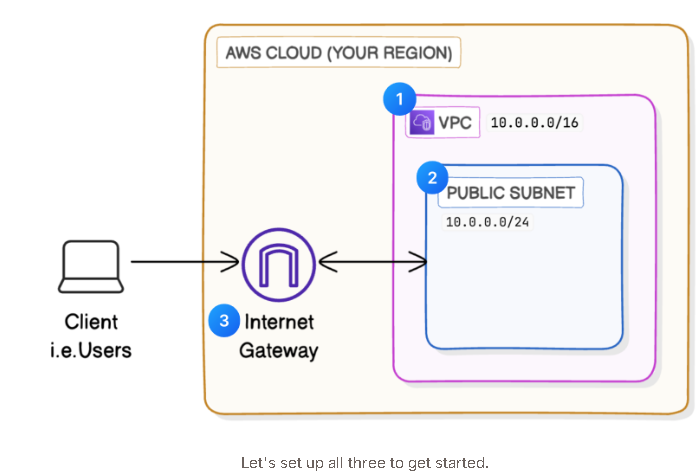 AWS CLOUD (YOUR REGION)
1
VPC 10.0.0.0/16
2
PUBLIC SUBNET
10.0.0.0/24
3
Internet
Gateway
Client
i.e.Users
Let's set up all three to get started.